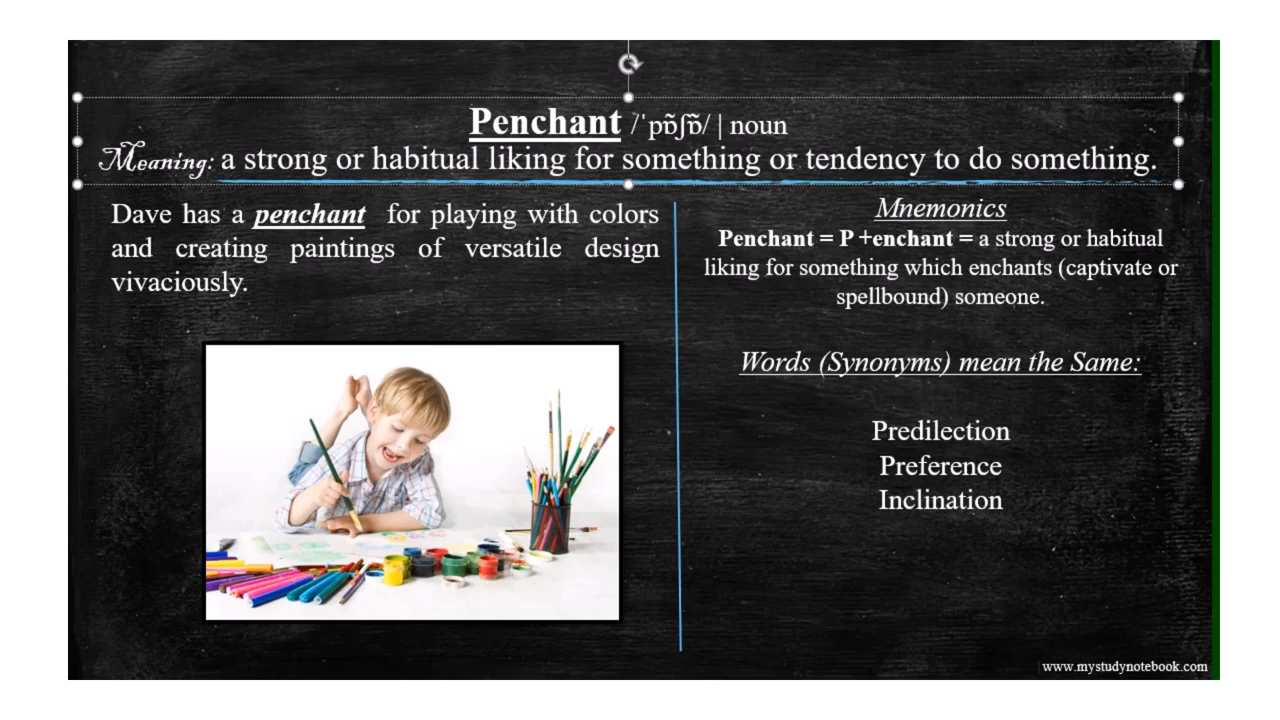 Penchant /ˈpɒ̃ʃɒ̃/ | noun
Meaning: a strong or habitual liking for something or tendency to do something.
Dave has a penchant for playing with colors
and creating paintings of versatile design
vivaciously.
Mnemonics
Penchant = P +enchant = a strong or habitual
liking for something which enchants (captivate or
spellbound) someone.
Words (Synonyms) mean the Same:
Predilection
Preference
Inclination
www.mystudynotebook.com